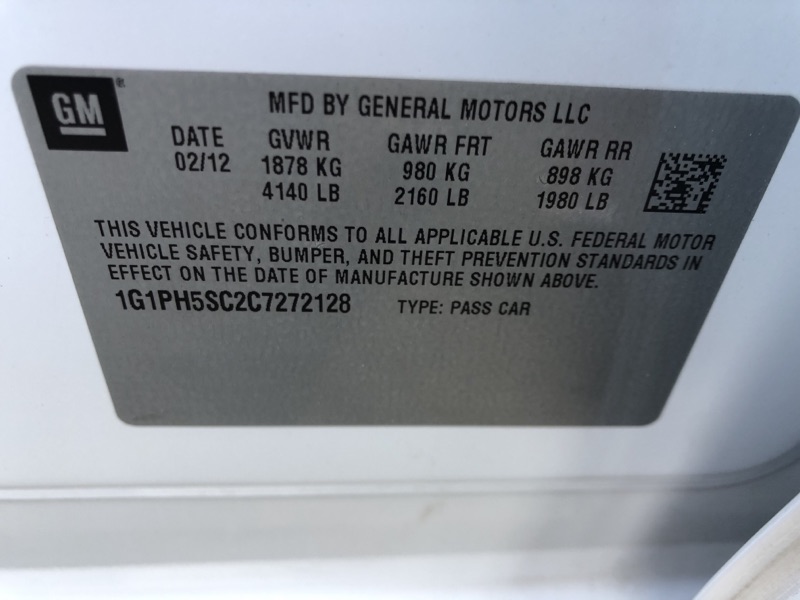 GM®
MFD BY GENERAL MOTORS LLC
DATE GVWR GAWR FRT GAWR RR
02/12 1878 KG 980 KG 898 KG
4140 LB 2160 LB 1980 LB
THIS VEHICLE CONFORMS TO ALL APPLICABLE U.S. FEDERAL MOTOR
VEHICLE SAFETY, BUMPER, AND THEFT PREVENTION STANDARDS IN
EFFECT ON THE DATE OF MANUFACTURE SHOWN ABOVE.
1G1PH5SC2C7272128 TYPE: PASS CAR